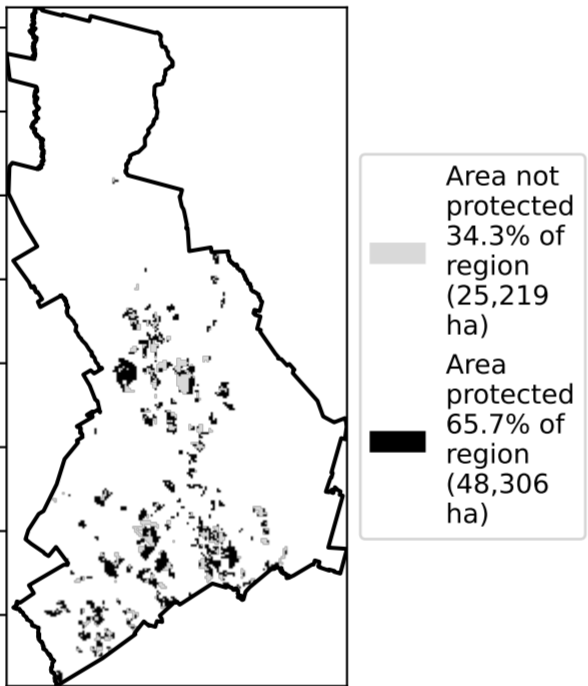 Area not
protected
34.3% of
region
(25,219
ha)
Area
protected
65.7% of
region
(48,306
ha)